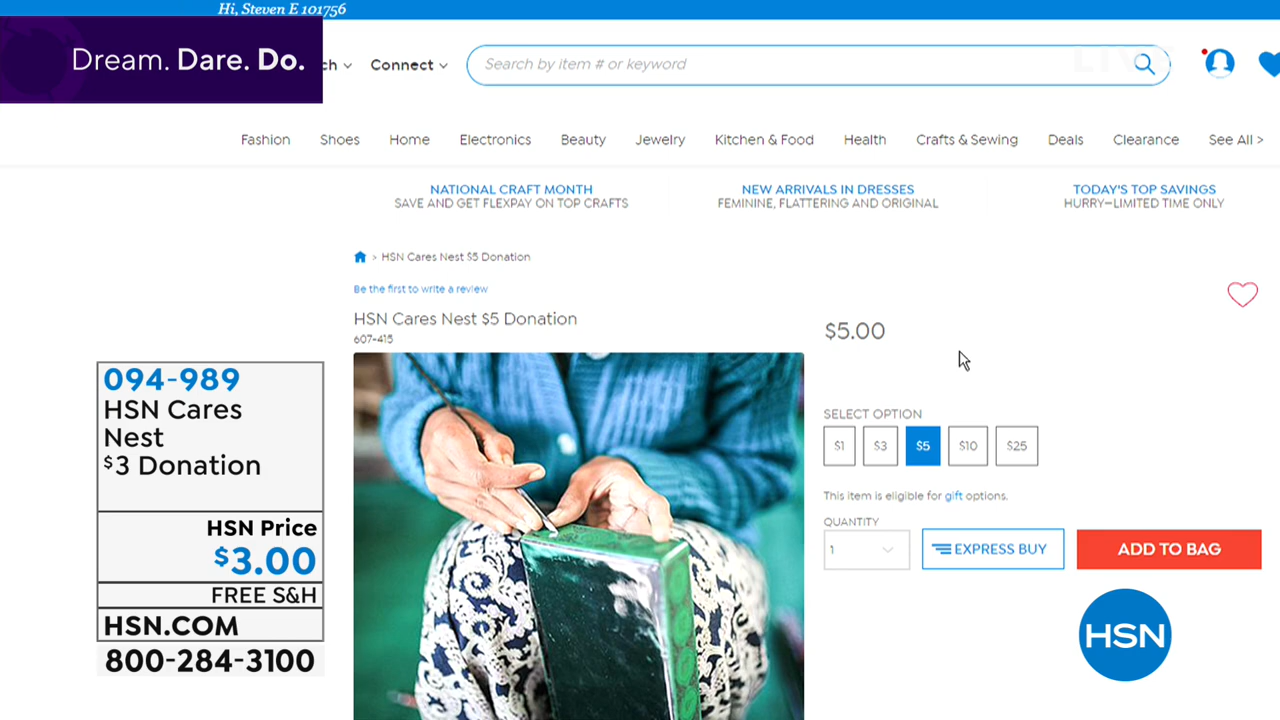 Hi, Steven E 101756
Dream. Dare. Do.
ch
Connect
Search by item # or keyword
LIVE
Fashion Shoes Home Electronics Beauty Jewelry Kitchen & Food Health Crafts & Sewing Deals Clearance See All >
NATIONAL CRAFT MONTH
SAVE AND GET FLEXPAY ON TOP CRAFTS
NEW ARRIVALS IN DRESSES
FEMININE, FLATTERING AND ORIGINAL
TODAY'S TOP SAVINGS
HURRY—LIMITED TIME ONLY
> HSN Cares Nest $5 Donation
Be the first to write a review
HSN Cares Nest $5 Donation
607-415
$5.00
SELECT OPTION
$1 $3 $5 $10 $25
This item is eligible for gift options.
QUANTITY
1
EXPRESS BUY
ADD TO BAG
094-989
HSN Cares
Nest
$3 Donation
HSN Price
$3.00
FREE S&H
HSN.COM
800-284-3100
HSN